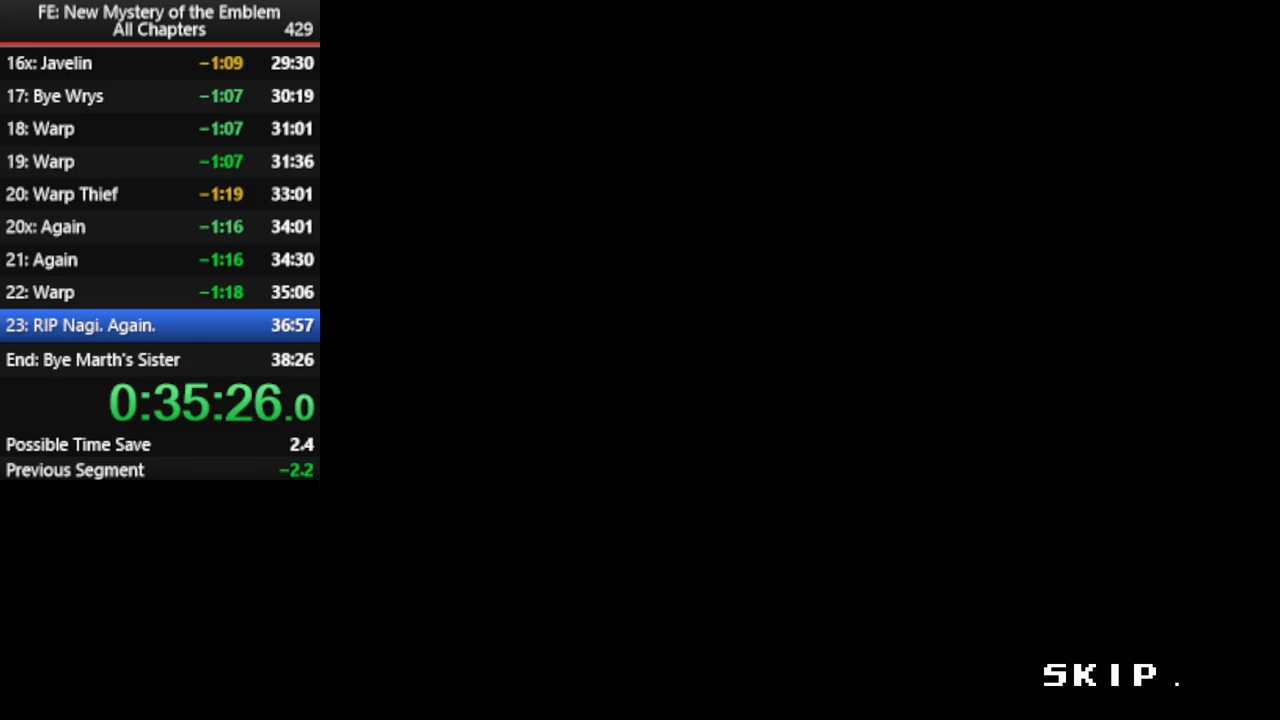 FE: New Mystery of the Emblem
All Chapters 429
16x: Javelin −1:09 29:30
17: Bye Wrys −1:07 30:19
18: Warp −1:07 31:01
19: Warp −1:07 31:36
20: Warp Thief −1:19 33:01
20x: Again −1:16 34:01
21: Again −1:16 34:30
22: Warp −1:18 35:06
23: RIP Nagi. Again. 36:57
End: Bye Marth's Sister 38:26
0:35:26.0
Possible Time Save 2.4
Previous Segment −2.2
SKIP.